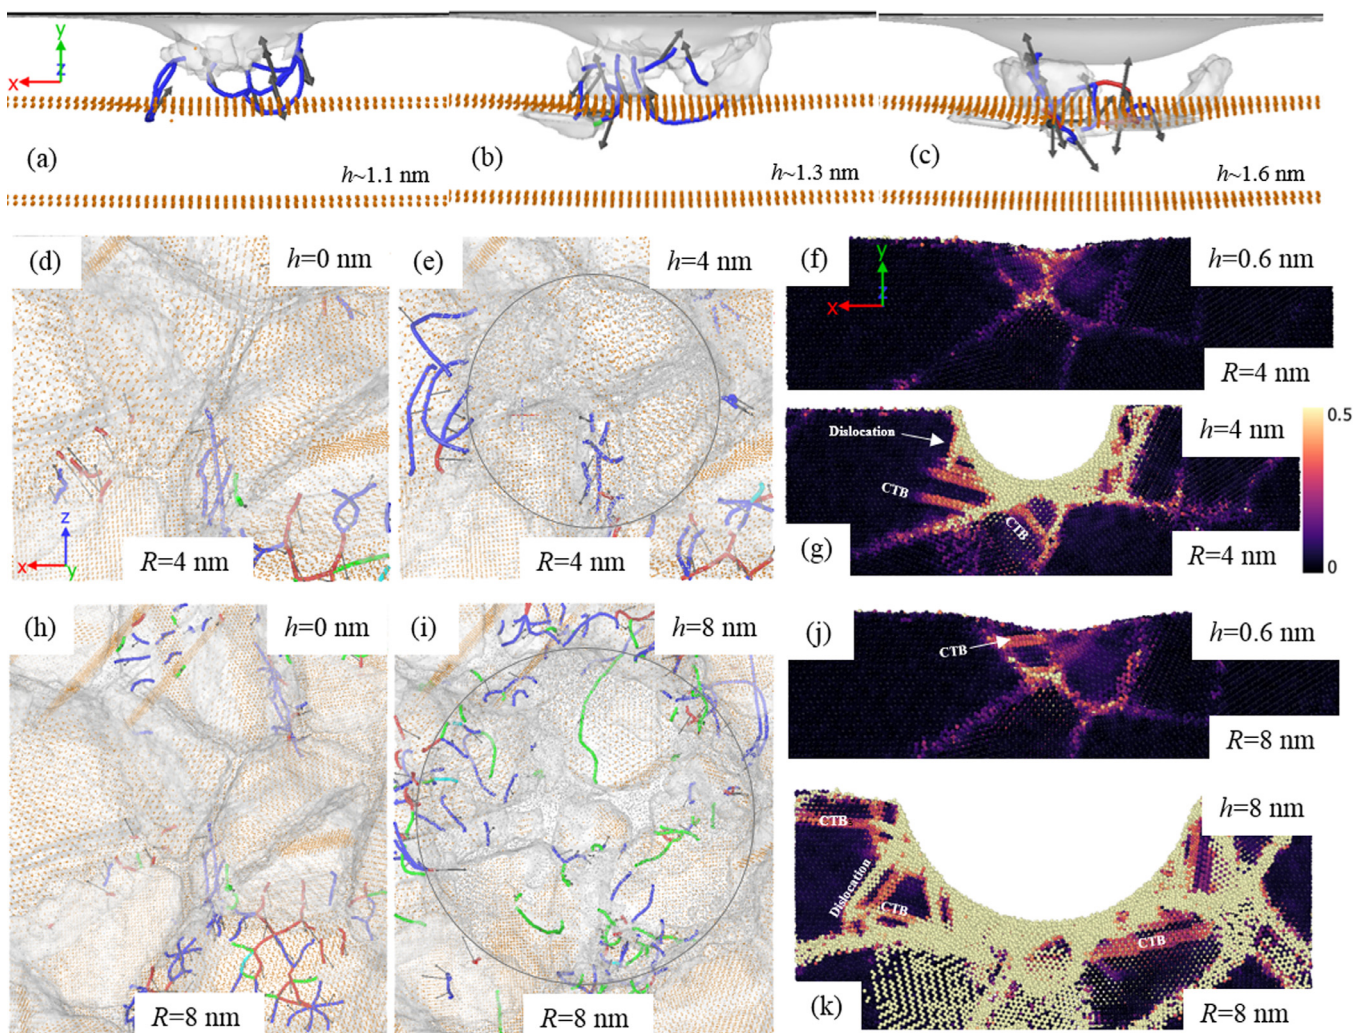 y
z
x
(a)
h~1.1 nm
(b)
h~1.3 nm
(c)
h~1.6 nm
(d)
h=0 nm
z
x
y
R=4 nm
(e)
h=4 nm
R=4 nm
(f)
y
x
h=0.6 nm
R=4 nm
Dislocation
h=4 nm
0.5
CTB
CTB
(g)
R=4 nm
0
(h)
h=0 nm
R=8 nm
(i)
h=8 nm
R=8 nm
(j)
h=0.6 nm
CTB
R=8 nm
h=8 nm
CTB
Dislocation
CTB
CTB
(k)
R=8 nm